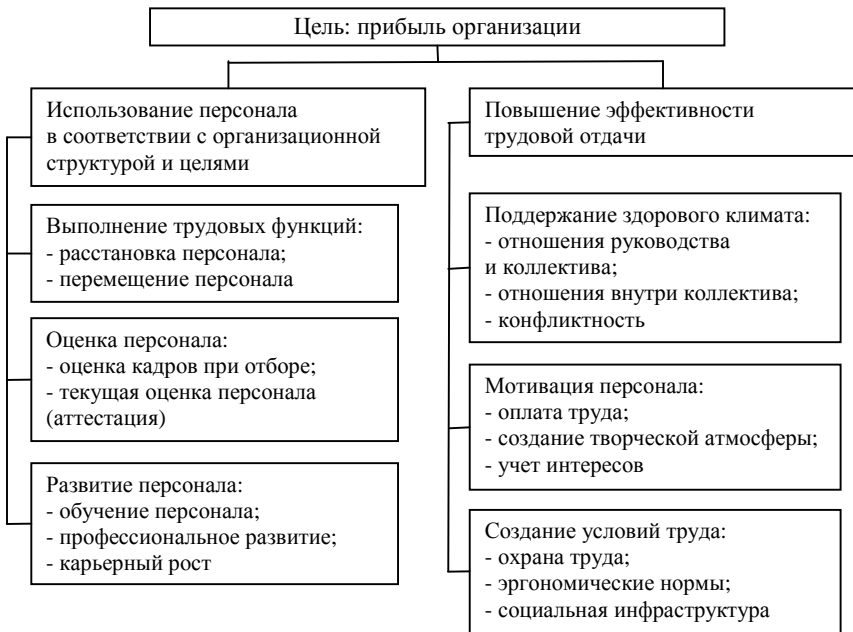 Цель: прибыль организации
Использование персонала
в соответствии с организационной
структурой и целями
Выполнение трудовых функций:
- расстановка персонала;
- перемещение персонала
Оценка персонала:
- оценка кадров при отборе;
- текущая оценка персонала
(аттестация)
Развитие персонала:
- обучение персонала;
- профессиональное развитие;
- карьерный рост
Повышение эффективности
трудовой отдачи
Поддержание здорового климата:
- отношения руководства
и коллектива;
- отношения внутри коллектива;
- конфликтность
Мотивация персонала:
- оплата труда;
- создание творческой атмосферы;
- учет интересов
Создание условий труда:
- охрана труда;
- эргономические нормы;
- социальная инфраструктура